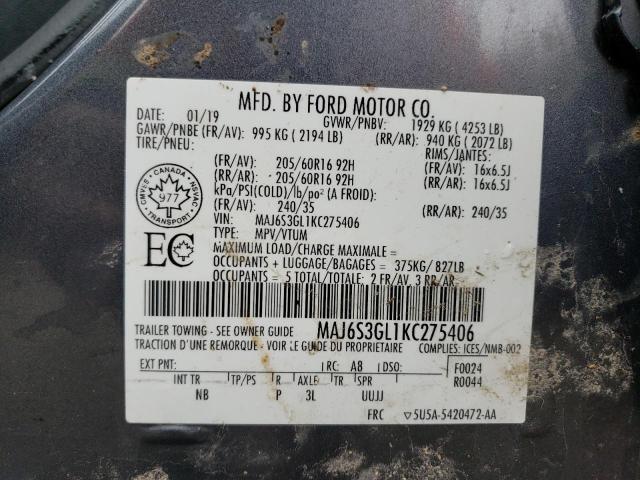 MFD. BY FORD MOTOR CO.
DATE: 01/19 GVWR/PNBV: 1929 KG ( 4253 LB)
GAWR/PNBE (FR/AV): 995 KG ( 2194 LB) (RR/AR): 940 KG ( 2072 LB)
TIRE/PNEU: RIMS/JANTES:
(FR/AV): 205/60R16 92H (FR/AV): 16x6.5J
(RR/AR): 205/60R16 92H (RR/AR): 16x6.5J
kPa/PSI(COLD)/lb/po² (A FROID):
(FR/AV): 240/35 (RR/AR): 240/35
VIN: MAJ6S3GL1KC275406
TYPE: MPV/VTUM
MAXIMUM LOAD/CHARGE MAXIMALE =
OCCUPANTS + LUGGAGE/BAGAGES = 375KG/ 827LB
OCCUPANTS = 5 TOTAL/TOTALE: 2 FR/AV, 3 RR/AR
CANADA
CMVSS NSVAC
977
TRANSPORT
EC
TRAILER TOWING - SEE OWNER GUIDE MAJ6S3GL1KC275406
TRACTION D'UNE REMORQUE - VOIR LE GUIDE DU PROPRIETAIRE COMPLIES: ICES/NMB-002
EXT PNT: RC: A8 DSO: F0024
INT TR TP/PS R AXLE TR SPR R0044
NB P 3L UUJJ
FRC 5U5A-5420472-AA